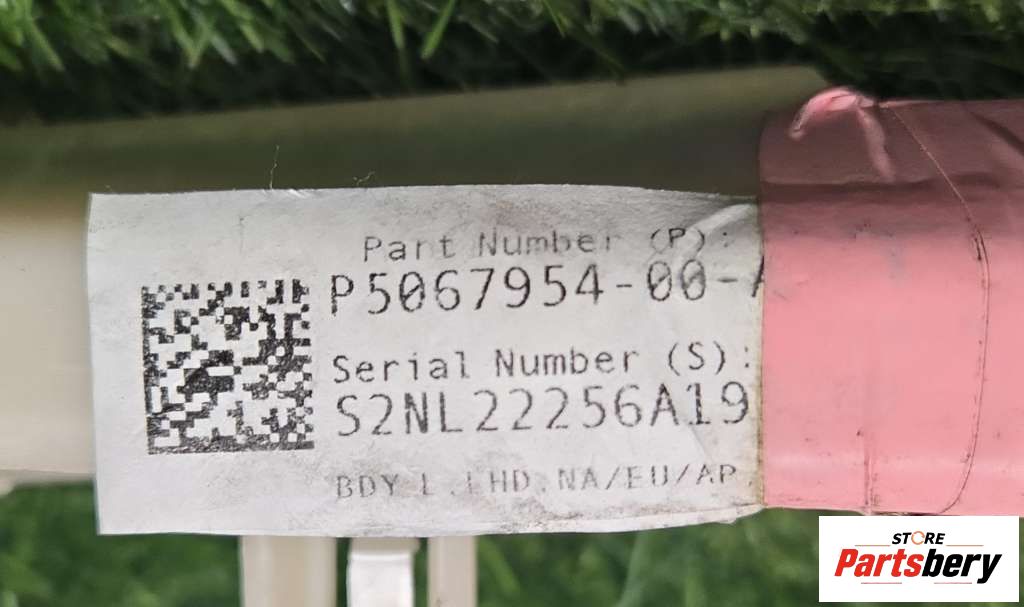 Part Number (P):
P5067954-00-A
Serial Number (S):
S2NL22256A19
BDY L, LHD, NA/EU/AP,
STORE
Partsbery